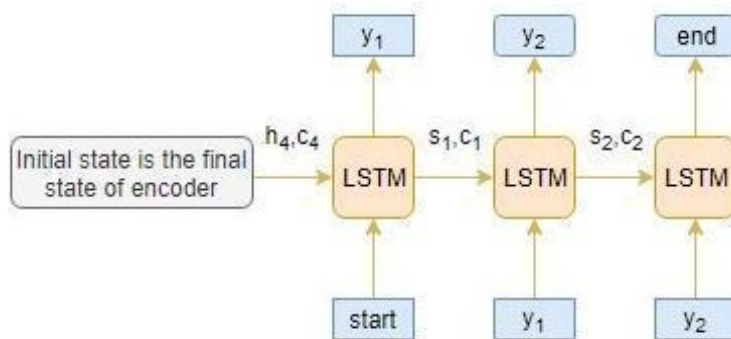 y₁ y₂ end
h₄,c₄ s₁,c₁ s₂,c₂
Initial state is the final
state of encoder
LSTM LSTM LSTM
start y₁ y₂